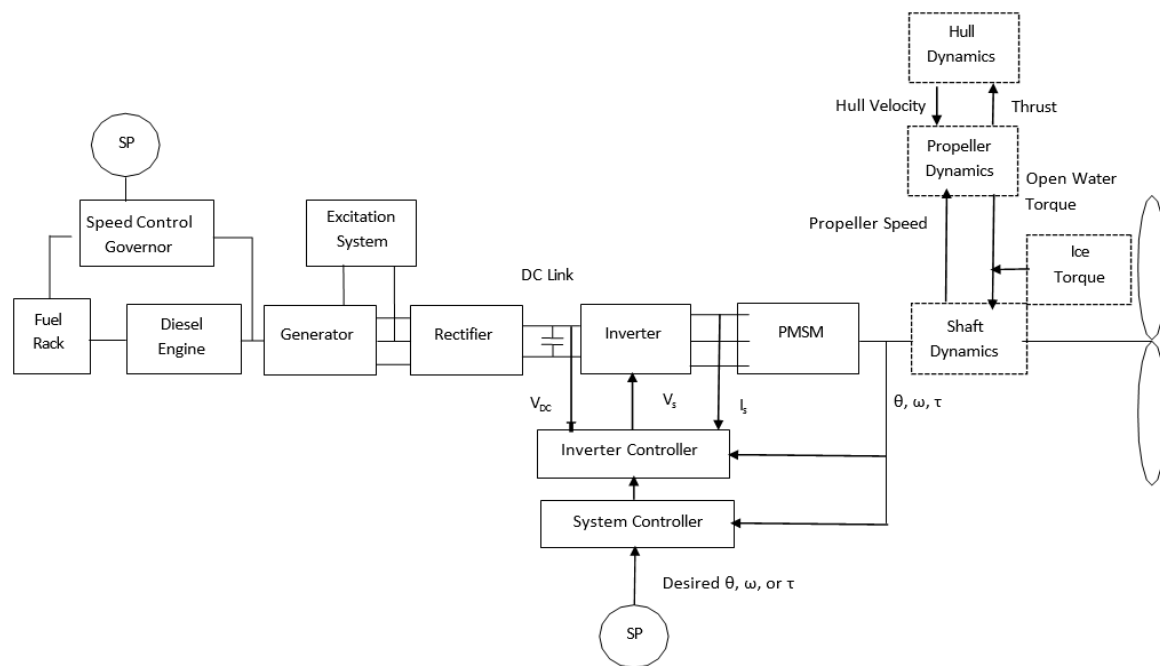 Hull
Dynamics
Hull Velocity
Thrust
SP
Propeller
Dynamics
Open Water
Torque
Speed Control
Governor
Excitation
System
Propeller Speed
Ice
Torque
DC Link
Fuel
Rack
Diesel
Engine
Generator
Rectifier
Inverter
PMSM
Shaft
Dynamics
V_DC
V_s
I_s
θ, ω, τ
Inverter Controller
System Controller
Desired θ, ω, or τ
SP